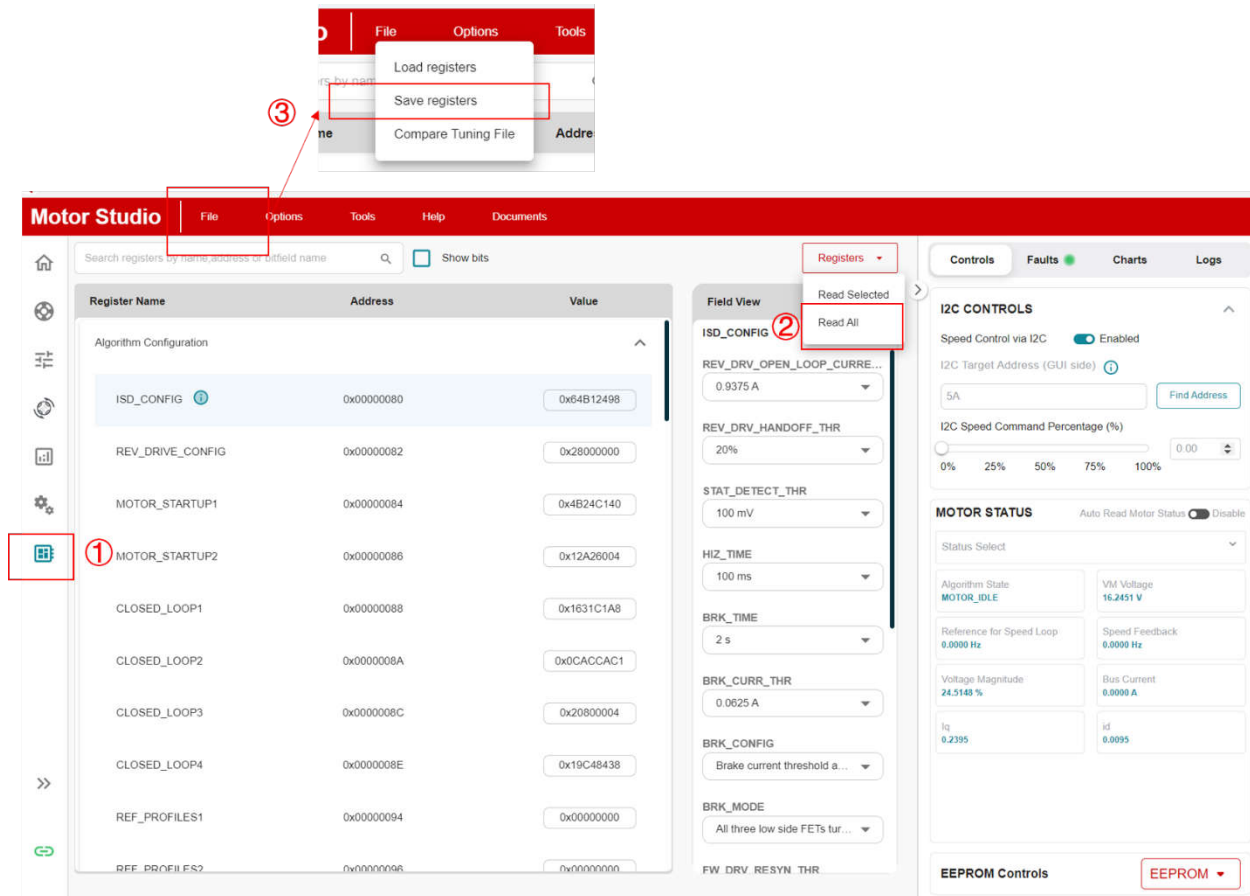 File Options Tools
Load registers
Save registers
③
me Addre
Compare Tuning File
Motor Studio File Options Tools Help Documents
Search registers by name,address or bitfield name
Show bits
Registers
Read Selected
② Read All
Register Name Address Value
Algorithm Configuration
ISD_CONFIG 0x00000080 0x64B12498
REV_DRIVE_CONFIG 0x00000082 0x28000000
MOTOR_STARTUP1 0x00000084 0x4B24C140
① MOTOR_STARTUP2 0x00000086 0x12A26004
CLOSED_LOOP1 0x00000088 0x1631C1A8
CLOSED_LOOP2 0x0000008A 0x0CACCAC1
CLOSED_LOOP3 0x0000008C 0x20800004
CLOSED_LOOP4 0x0000008E 0x19C48438
REF_PROFILES1 0x00000094 0x00000000
REF_PROFILES2 0x00000096 0x00000000
Field View
ISD_CONFIG
REV_DRV_OPEN_LOOP_CURRE...
0.9375 A
REV_DRV_HANDOFF_THR
20%
STAT_DETECT_THR
100 mV
HIZ_TIME
100 ms
BRK_TIME
2 s
BRK_CURR_THR
0.0625 A
BRK_CONFIG
Brake current threshold a...
BRK_MODE
All three low side FETs tur...
FW_DRV_RESYN_THR
Controls Faults Charts Logs
I2C CONTROLS
Speed Control via I2C Enabled
I2C Target Address (GUI side)
5A Find Address
I2C Speed Command Percentage (%)
0.00
0% 25% 50% 75% 100%
MOTOR STATUS Auto Read Motor Status Disable
Status Select
Algorithm State
MOTOR_IDLE
VM Voltage
16.2451 V
Reference for Speed Loop
0.0000 Hz
Speed Feedback
0.0000 Hz
Voltage Magnitude
24.5148 %
Bus Current
0.0000 A
Iq
0.2395
id
0.0095
EEPROM Controls EEPROM